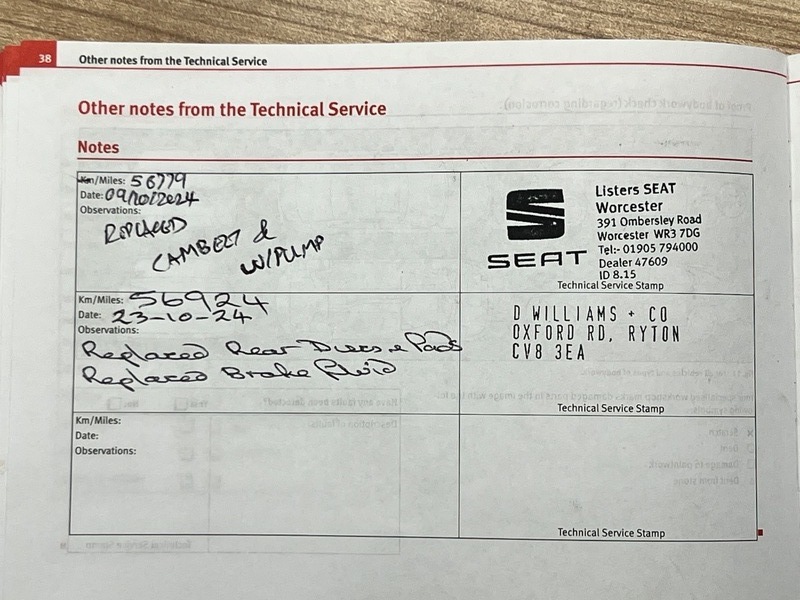 38
Other notes from the Technical Service
Other notes from the Technical Service
Notes
Km/Miles: 56779
Date: 09/10/2024
Observations:
REPLACED
CAMBELT &
W/PUMP
SEAT
Listers SEAT
Worcester
391 Ombersley Road
Worcester WR3 7DG
Tel:- 01905 794000
Dealer 47609
ID 8.15
Technical Service Stamp
Km/Miles: 56924
Date: 23-10-24
Observations:
Replaced Rear Discs & Pads
Replaced Brake fluid
D WILLIAMS + CO
OXFORD RD, RYTON
CV8 3EA
Technical Service Stamp
Km/Miles:
Date:
Observations:
Technical Service Stamp